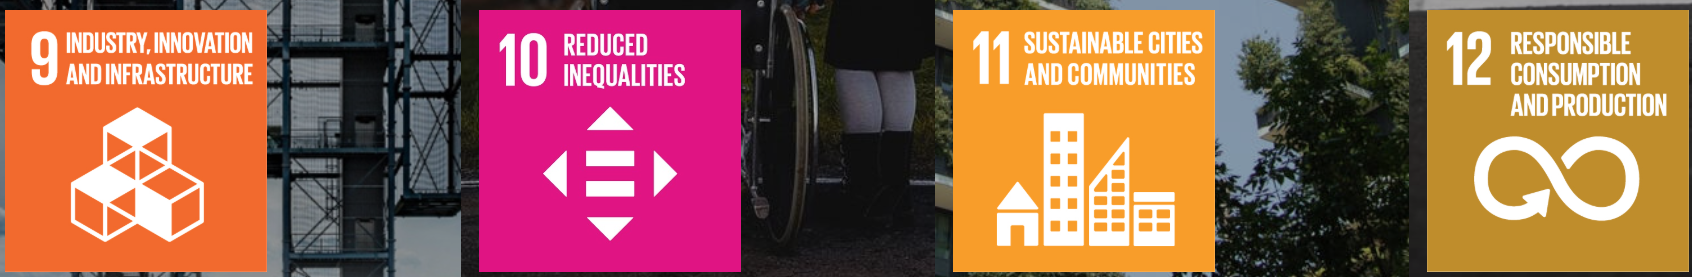 9 INDUSTRY, INNOVATION
AND INFRASTRUCTURE
10 REDUCED
INEQUALITIES
11 SUSTAINABLE CITIES
AND COMMUNITIES
12 RESPONSIBLE
CONSUMPTION
AND PRODUCTION